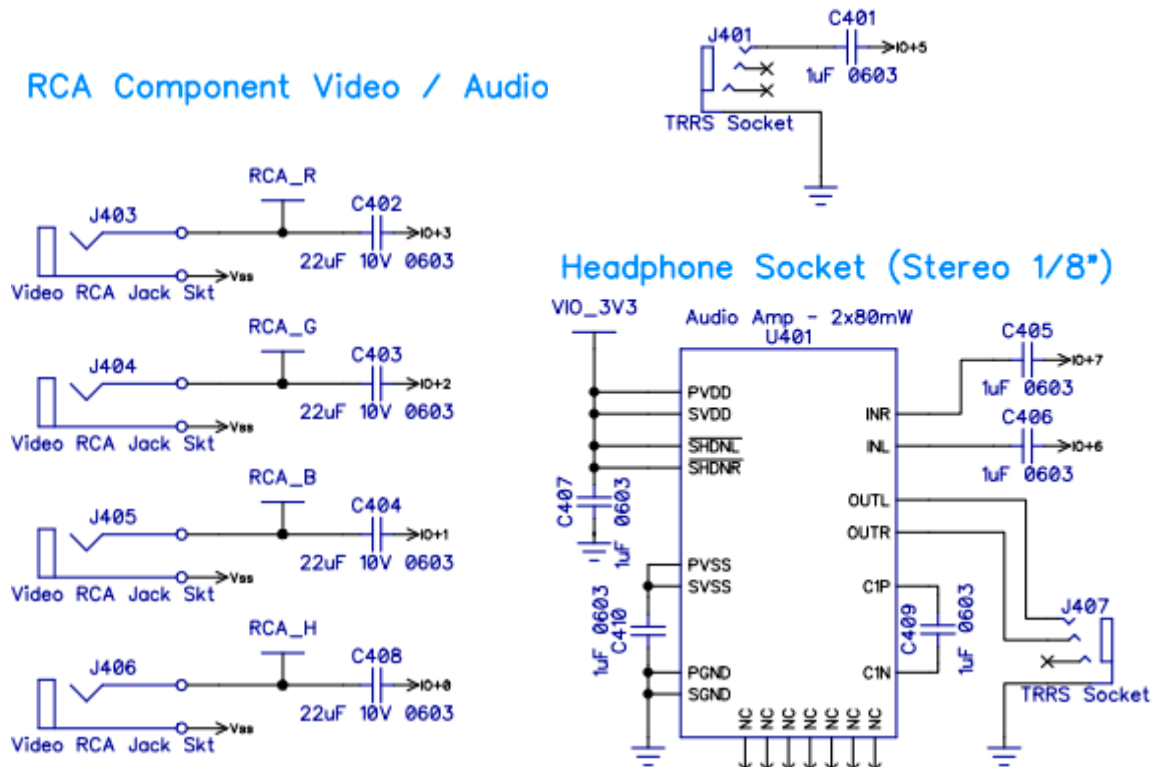 C401
J401
IO+5
1uF 0603
TRRS Socket
RCA Component Video / Audio
RCA_R
J403
C402
IO+3
22uF 10V 0603
Vss
Video RCA Jack Skt
RCA_G
J404
C403
IO+2
22uF 10V 0603
Vss
Video RCA Jack Skt
RCA_B
J405
C404
IO+1
22uF 10V 0603
Vss
Video RCA Jack Skt
RCA_H
J406
C408
IO+0
22uF 10V 0603
Vss
Video RCA Jack Skt
Headphone Socket (Stereo 1/8")
VIO_3V3
Audio Amp - 2x80mW
U401
C405
IO+7
1uF 0603
C406
IO+6
1uF 0603
PVDD
SVDD
SHDNL
SHDNR
INR
INL
OUTL
OUTR
C407
1uF 0603
PVSS
SVSS
C1P
C410
1uF 0603
C409
1uF 0603
PGND
SGND
C1N
J407
TRRS Socket
NC NC NC NC NC NC NC